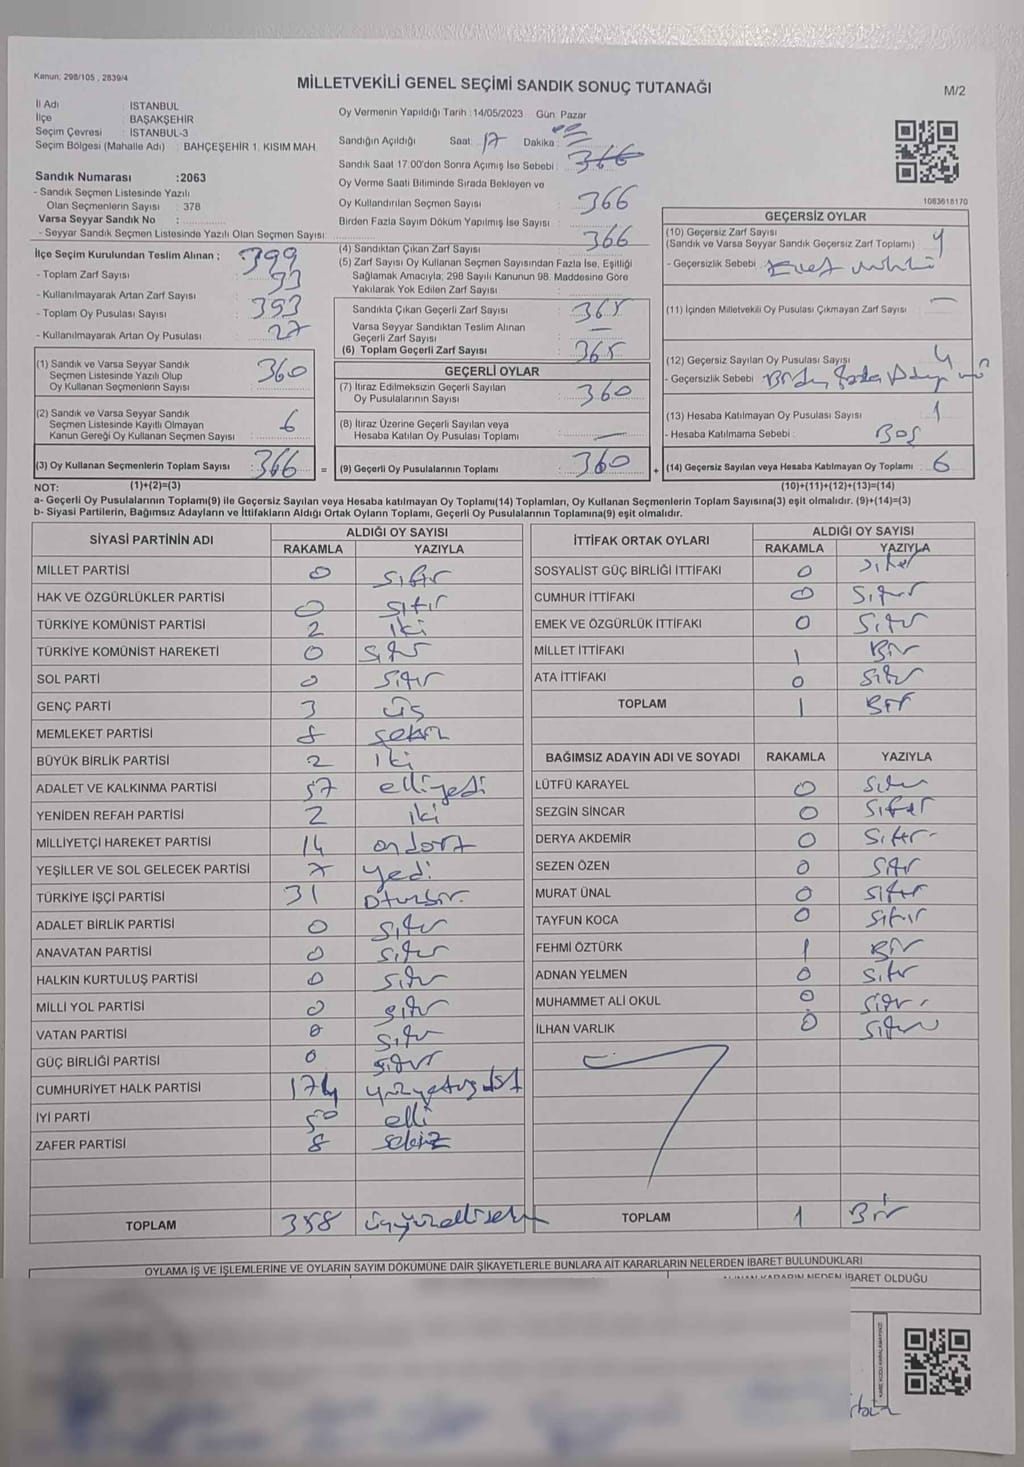 Kanun: 298/105 , 2839/4
MİLLETVEKİLİ GENEL SEÇİMİ SANDIK SONUÇ TUTANAĞI
M/2
İl Adı : İSTANBUL
İlçe : BAŞAKŞEHİR
Seçim Çevresi : İSTANBUL-3
Seçim Bölgesi (Mahalle Adı) : BAHÇEŞEHİR 1. KISIM MAH.
Sandık Numarası :2063
- Sandık Seçmen Listesinde Yazılı
Olan Seçmenlerin Sayısı : 378
Varsa Seyyar Sandık No :
- Seyyar Sandık Seçmen Listesinde Yazılı Olan Seçmen Sayısı:
Oy Vermenin Yapıldığı Tarih : 14/05/2023 Gün: Pazar
Sandığın Açıldığı Saat: 17 Dakika :
Sandık Saat 17.00'den Sonra Açımış İse Sebebi : 366
Oy Verme Saati Bitiminde Sırada Bekleyen ve
Oy Kullandırılan Seçmen Sayısı : 366
Birden Fazla Sayım Döküm Yapılmış İse Sayısı :
1083618170
İlçe Seçim Kurulundan Teslim Alınan ; 399
- Toplam Zarf Sayısı : 
- Kullanılmayarak Artan Zarf Sayısı : 393
- Toplam Oy Pusulası Sayısı : 27
- Kullanılmayarak Artan Oy Pusulası :
(4) Sandıktan Çıkan Zarf Sayısı : 366
(5) Zarf Sayısı Oy Kullanan Seçmen Sayısından Fazla İse, Eşitliği
Sağlamak Amacıyla; 298 Sayılı Kanunun 98. Maddesine Göre
Yakılarak Yok Edilen Zarf Sayısı :
Sandıkta Çıkan Geçerli Zarf Sayısı : 365
Varsa Seyyar Sandıktan Teslim Alınan
Geçerli Zarf Sayısı : —
(6) Toplam Geçerli Zarf Sayısı : 365
GEÇERSİZ OYLAR
(10) Geçersiz Zarf Sayısı
(Sandık ve Varsa Seyyar Sandık Geçersiz Zarf Toplamı) :
- Geçersizlik Sebebi :
(11) İçinden Milletvekili Oy Pusulası Çıkmayan Zarf Sayısı : —
(12) Geçersiz Sayılan Oy Pusulası Sayısı : 4
- Geçersizlik Sebebi :
(13) Hesaba Katılmayan Oy Pusulası Sayısı : 1
- Hesaba Katılmama Sebebi : Boş
(14) Geçersiz Sayılan veya Hesaba Katılmayan Oy Toplamı : 6
(10)+(11)+(12)+(13)=(14)
(1) Sandık ve Varsa Seyyar Sandık
Seçmen Listesinde Yazılı Olup
Oy Kullanan Seçmenlerin Sayısı : 360
(2) Sandık ve Varsa Seyyar Sandık
Seçmen Listesinde Kayıtlı Olmayan
Kanun Gereği Oy Kullanan Seçmen Sayısı : 6
(3) Oy Kullanan Seçmenlerin Toplam Sayısı : 366 =
(1)+(2)=(3)
GEÇERLİ OYLAR
(7) İtiraz Edilmeksizin Geçerli Sayılan
Oy Pusulalarının Sayısı : 360
(8) İtiraz Üzerine Geçerli Sayılan veya
Hesaba Katılan Oy Pusulası Toplamı : —
(9) Geçerli Oy Pusulalarının Toplamı : 360 +
NOT:
a- Geçerli Oy Pusulalarının Toplamı(9) ile Geçersiz Sayılan veya Hesaba katılmayan Oy Toplamı(14) Toplamları, Oy Kullanan Seçmenlerin Toplam Sayısına(3) eşit olmalıdır. (9)+(14)=(3)
b- Siyasi Partilerin, Bağımsız Adayların ve İttifakların Aldığı Ortak Oyların Toplamı, Geçerli Oy Pusulalarının Toplamına(9) eşit olmalıdır.
SİYASİ PARTİNİN ADI ALDIĞI OY SAYISI
RAKAMLA YAZIYLA
MİLLET PARTİSİ 0 sıfır
HAK VE ÖZGÜRLÜKLER PARTİSİ 0 sıfır
TÜRKİYE KOMÜNİST PARTİSİ 2 iki
TÜRKİYE KOMÜNİST HAREKETİ 0 sıfır
SOL PARTİ 0 sıfır
GENÇ PARTİ 3 üç
MEMLEKET PARTİSİ 8 sekiz
BÜYÜK BİRLİK PARTİSİ 2 iki
ADALET VE KALKINMA PARTİSİ 57 elliyedi
YENİDEN REFAH PARTİSİ 2 iki
MİLLİYETÇİ HAREKET PARTİSİ 14 ondört
YEŞİLLER VE SOL GELECEK PARTİSİ 7 yedi
TÜRKİYE İŞÇİ PARTİSİ 31 otuzbir
ADALET BİRLİK PARTİSİ 0 sıfır
ANAVATAN PARTİSİ 0 sıfır
HALKIN KURTULUŞ PARTİSİ 0 sıfır
MİLLİ YOL PARTİSİ 0 sıfır
VATAN PARTİSİ 0 sıfır
GÜÇ BİRLİĞİ PARTİSİ 0 sıfır
CUMHURİYET HALK PARTİSİ 174 yüzyetmişdört
İYİ PARTİ 50 elli
ZAFER PARTİSİ 8 sekiz
TOPLAM 358 üçyüzellisekiz
İTTİFAK ORTAK OYLARI ALDIĞI OY SAYISI
RAKAMLA YAZIYLA
SOSYALİST GÜÇ BİRLİĞİ İTTİFAKI 0 sıfır
CUMHUR İTTİFAKI 0 sıfır
EMEK VE ÖZGÜRLÜK İTTİFAKI 0 sıfır
MİLLET İTTİFAKI 1 Bir
ATA İTTİFAKI 0 sıfır
TOPLAM 1 Bir
BAĞIMSIZ ADAYIN ADI VE SOYADI RAKAMLA YAZIYLA
LÜTFÜ KARAYEL 0 sıfır
SEZGİN SİNCAR 0 sıfır
DERYA AKDEMİR 0 sıfır
SEZEN ÖZEN 0 sıfır
MURAT ÜNAL 0 sıfır
TAYFUN KOCA 0 sıfır
FEHMİ ÖZTÜRK 1 Bir
ADNAN YELMEN 0 sıfır
MUHAMMET ALİ OKUL 0 sıfır
İLHAN VARLIK 0 sıfır
TOPLAM 1 Bir
OYLAMA İŞ VE İŞLEMLERİNE VE OYLARIN SAYIM DÖKÜMÜNE DAİR ŞİKAYETLERLE BUNLARA AİT KARARLARIN NELERDEN İBARET BULUNDUKLARI
ALINAN KARARIN NEDEN İBARET OLDUĞU
KARE KODU KARALAMAYINIZ!